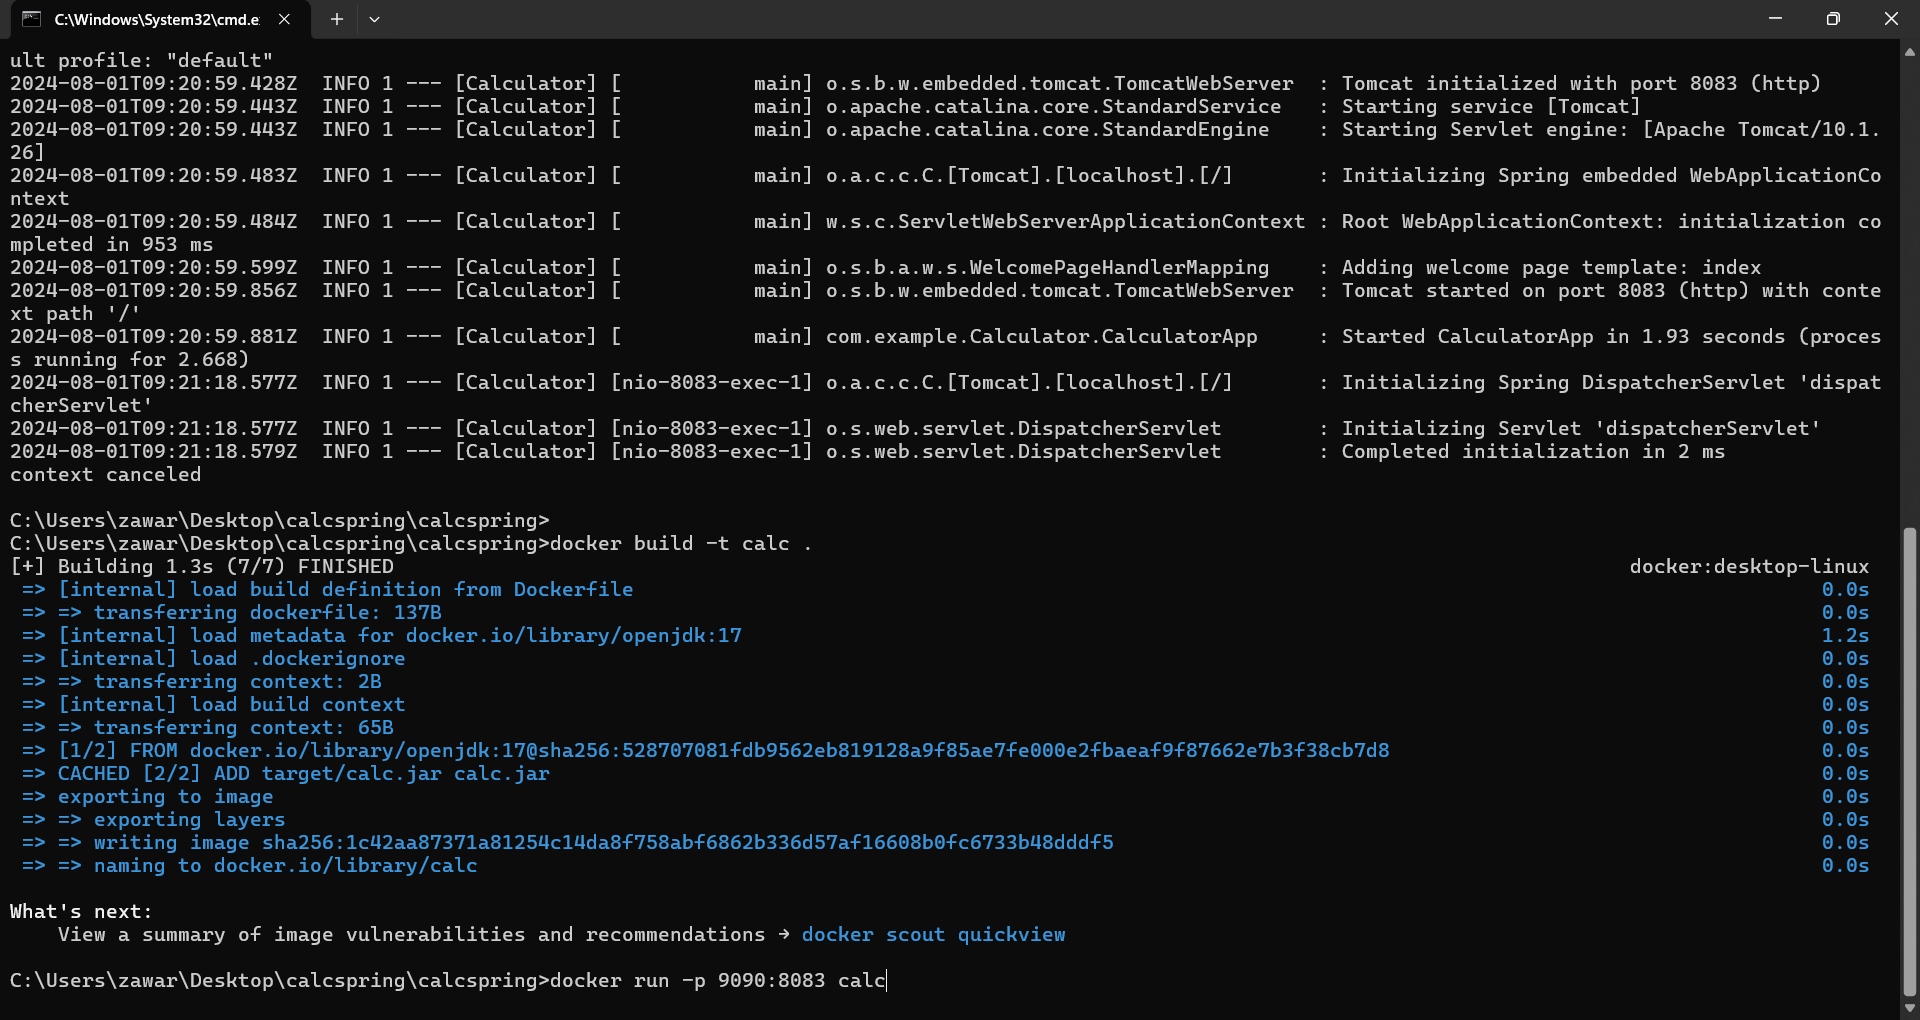 C:\Windows\System32\cmd.e
ult profile: "default"
2024-08-01T09:20:59.428Z  INFO 1 --- [Calculator] [           main] o.s.b.w.embedded.tomcat.TomcatWebServer  : Tomcat initialized with port 8083 (http)
2024-08-01T09:20:59.443Z  INFO 1 --- [Calculator] [           main] o.apache.catalina.core.StandardService   : Starting service [Tomcat]
2024-08-01T09:20:59.443Z  INFO 1 --- [Calculator] [           main] o.apache.catalina.core.StandardEngine    : Starting Servlet engine: [Apache Tomcat/10.1.
26]
2024-08-01T09:20:59.483Z  INFO 1 --- [Calculator] [           main] o.a.c.c.C.[Tomcat].[localhost].[/]       : Initializing Spring embedded WebApplicationCo
ntext
2024-08-01T09:20:59.484Z  INFO 1 --- [Calculator] [           main] w.s.c.ServletWebServerApplicationContext : Root WebApplicationContext: initialization co
mpleted in 953 ms
2024-08-01T09:20:59.599Z  INFO 1 --- [Calculator] [           main] o.s.b.a.w.s.WelcomePageHandlerMapping    : Adding welcome page template: index
2024-08-01T09:20:59.856Z  INFO 1 --- [Calculator] [           main] o.s.b.w.embedded.tomcat.TomcatWebServer  : Tomcat started on port 8083 (http) with conte
xt path '/'
2024-08-01T09:20:59.881Z  INFO 1 --- [Calculator] [           main] com.example.Calculator.CalculatorApp     : Started CalculatorApp in 1.93 seconds (proces
s running for 2.668)
2024-08-01T09:21:18.577Z  INFO 1 --- [Calculator] [nio-8083-exec-1] o.a.c.c.C.[Tomcat].[localhost].[/]       : Initializing Spring DispatcherServlet 'dispat
cherServlet'
2024-08-01T09:21:18.577Z  INFO 1 --- [Calculator] [nio-8083-exec-1] o.s.web.servlet.DispatcherServlet        : Initializing Servlet 'dispatcherServlet'
2024-08-01T09:21:18.579Z  INFO 1 --- [Calculator] [nio-8083-exec-1] o.s.web.servlet.DispatcherServlet        : Completed initialization in 2 ms
context canceled
C:\Users\zawar\Desktop\calcspring\calcspring>
C:\Users\zawar\Desktop\calcspring\calcspring>docker build -t calc .
[+] Building 1.3s (7/7) FINISHED docker:desktop-linux
=> [internal] load build definition from Dockerfile 0.0s
=> => transferring dockerfile: 137B 0.0s
=> [internal] load metadata for docker.io/library/openjdk:17 1.2s
=> [internal] load .dockerignore 0.0s
=> => transferring context: 2B 0.0s
=> [internal] load build context 0.0s
=> => transferring context: 65B 0.0s
=> [1/2] FROM docker.io/library/openjdk:17@sha256:528707081fdb9562eb819128a9f85ae7fe000e2fbaeaf9f87662e7b3f38cb7d8 0.0s
=> CACHED [2/2] ADD target/calc.jar calc.jar 0.0s
=> exporting to image 0.0s
=> => exporting layers 0.0s
=> => writing image sha256:1c42aa87371a81254c14da8f758abf6862b336d57af16608b0fc6733b48dddf5 0.0s
=> => naming to docker.io/library/calc 0.0s
What's next:
    View a summary of image vulnerabilities and recommendations → docker scout quickview
C:\Users\zawar\Desktop\calcspring\calcspring>docker run -p 9090:8083 calc